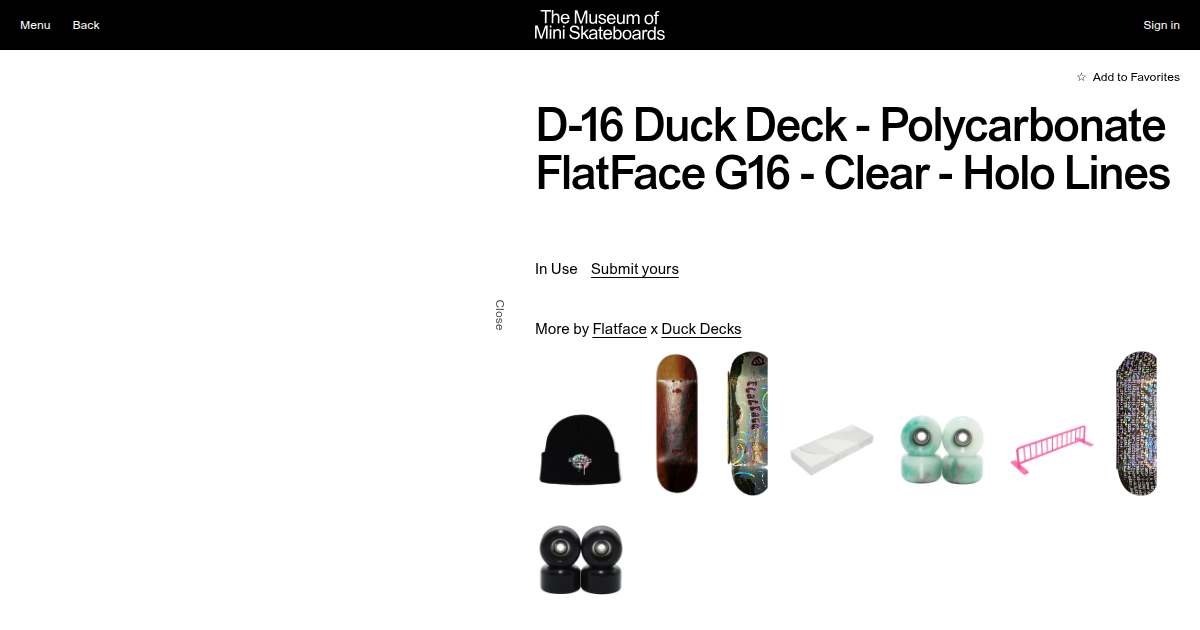 Menu
Back
The Museum of
Mini Skateboards
Sign in
☆ Add to Favorites
D-16 Duck Deck - Polycarbonate
FlatFace G16 - Clear - Holo Lines
In Use
Submit yours
Close
More by Flatface x Duck Decks